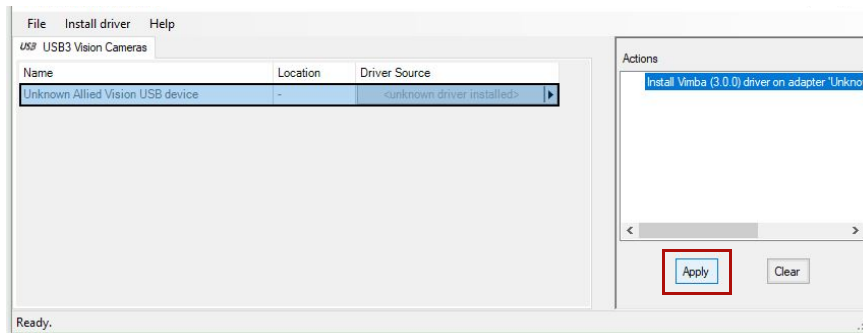 File Install driver Help
USB USB3 Vision Cameras
Name Location Driver Source
Unknown Allied Vision USB device - <unknown driver installed>
Actions
Install Vimba (3.0.0) driver on adapter 'Unkno
Apply Clear
Ready.